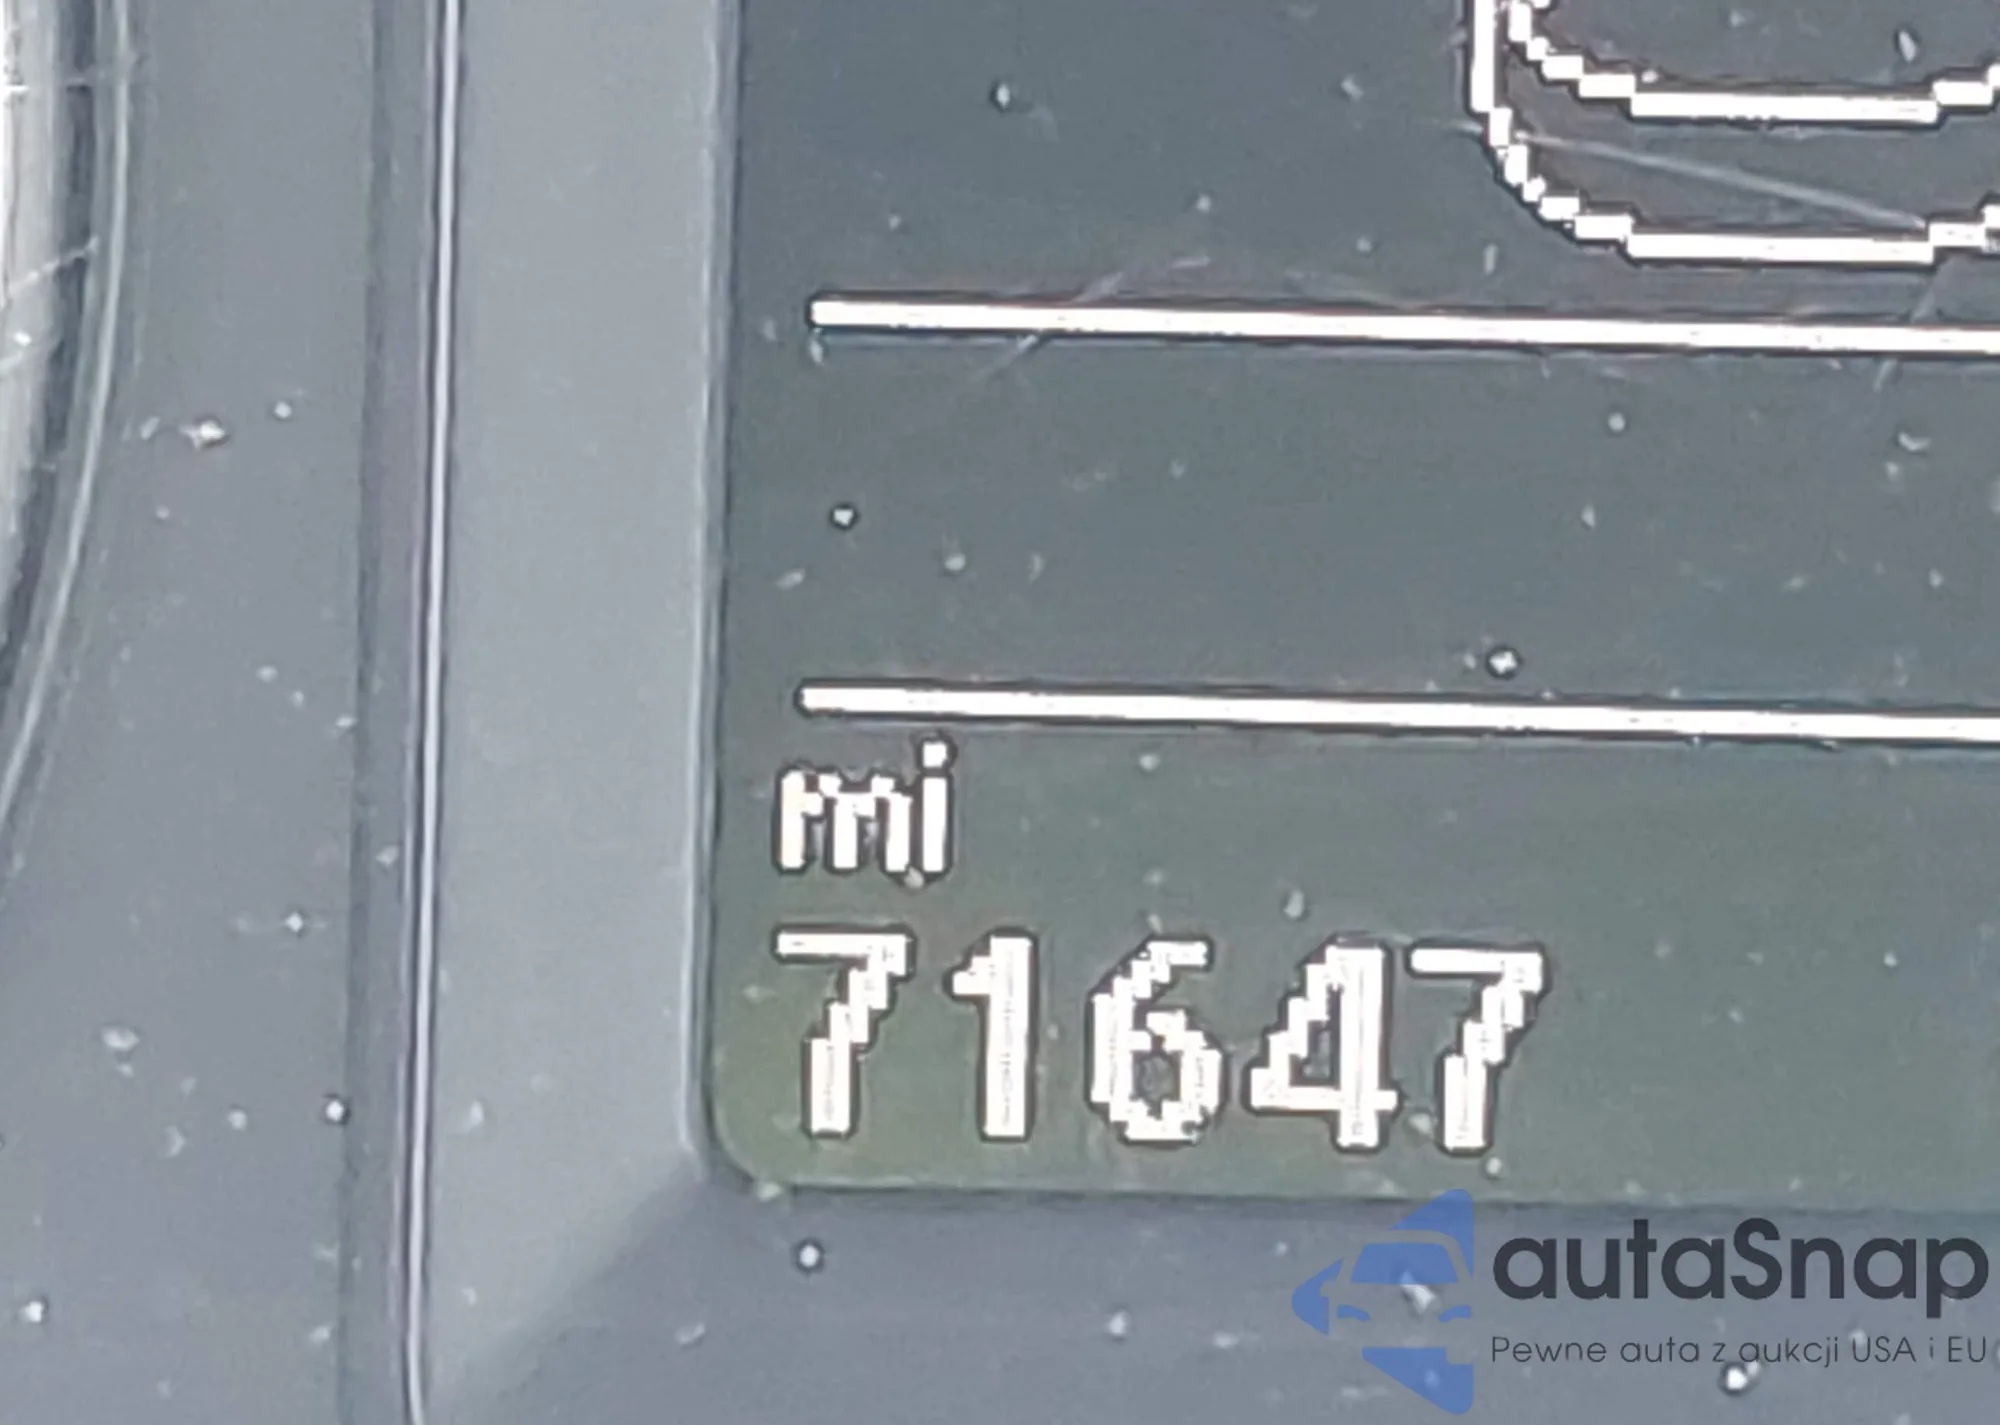 mi
71647
autaSnap
Pewne auta z aukcji USA i EU